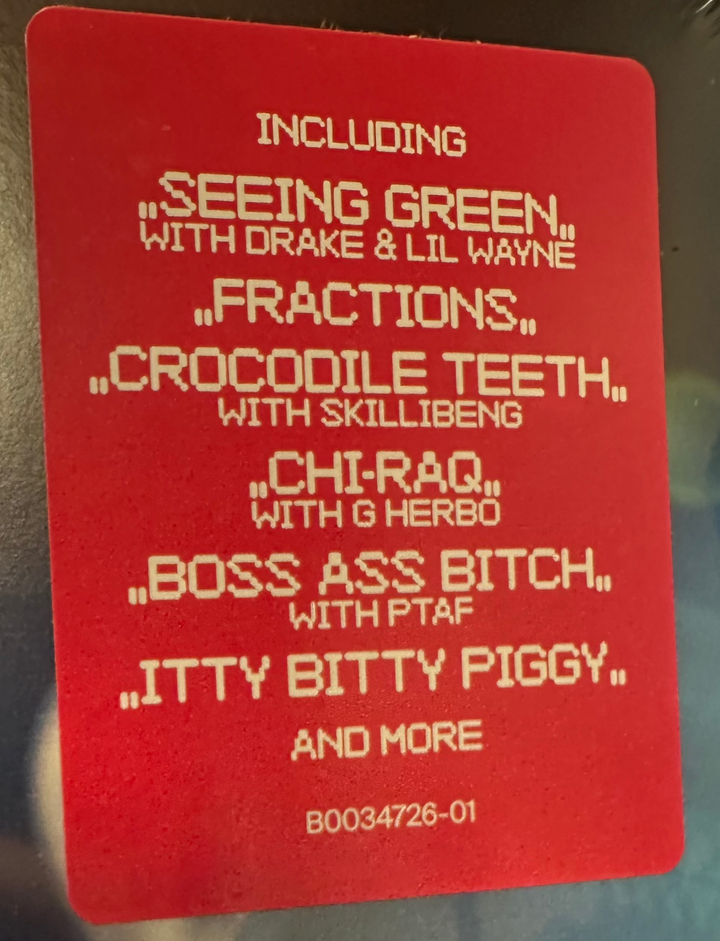 INCLUDING
„SEEING GREEN„
WITH DRAKE & LIL WAYNE
„FRACTIONS„
„CROCODILE TEETH„
WITH SKILLIBENG
„CHI-RAQ„
WITH G HERBO
„BOSS ASS BITCH„
WITH PTAF
„ITTY BITTY PIGGY„
AND MORE
B0034726-01